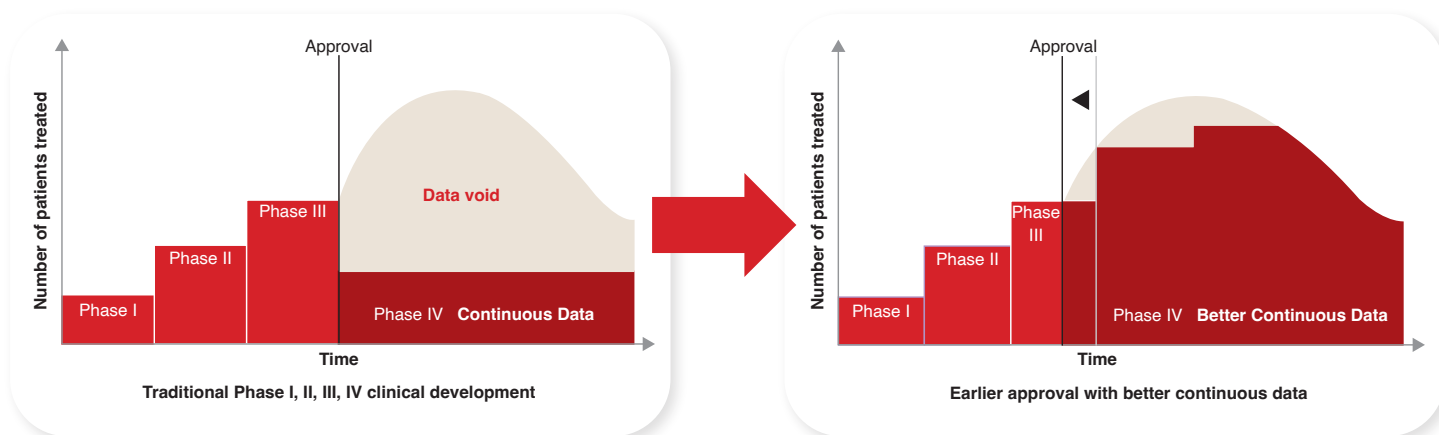 Approval
Number of patients treated
Data void
Phase III
Phase II
Phase I
Phase IV Continuous Data
Time
Traditional Phase I, II, III, IV clinical development
Approval
Number of patients treated
Phase
III
Phase II
Phase I
Phase IV Better Continuous Data
Time
Earlier approval with better continuous data